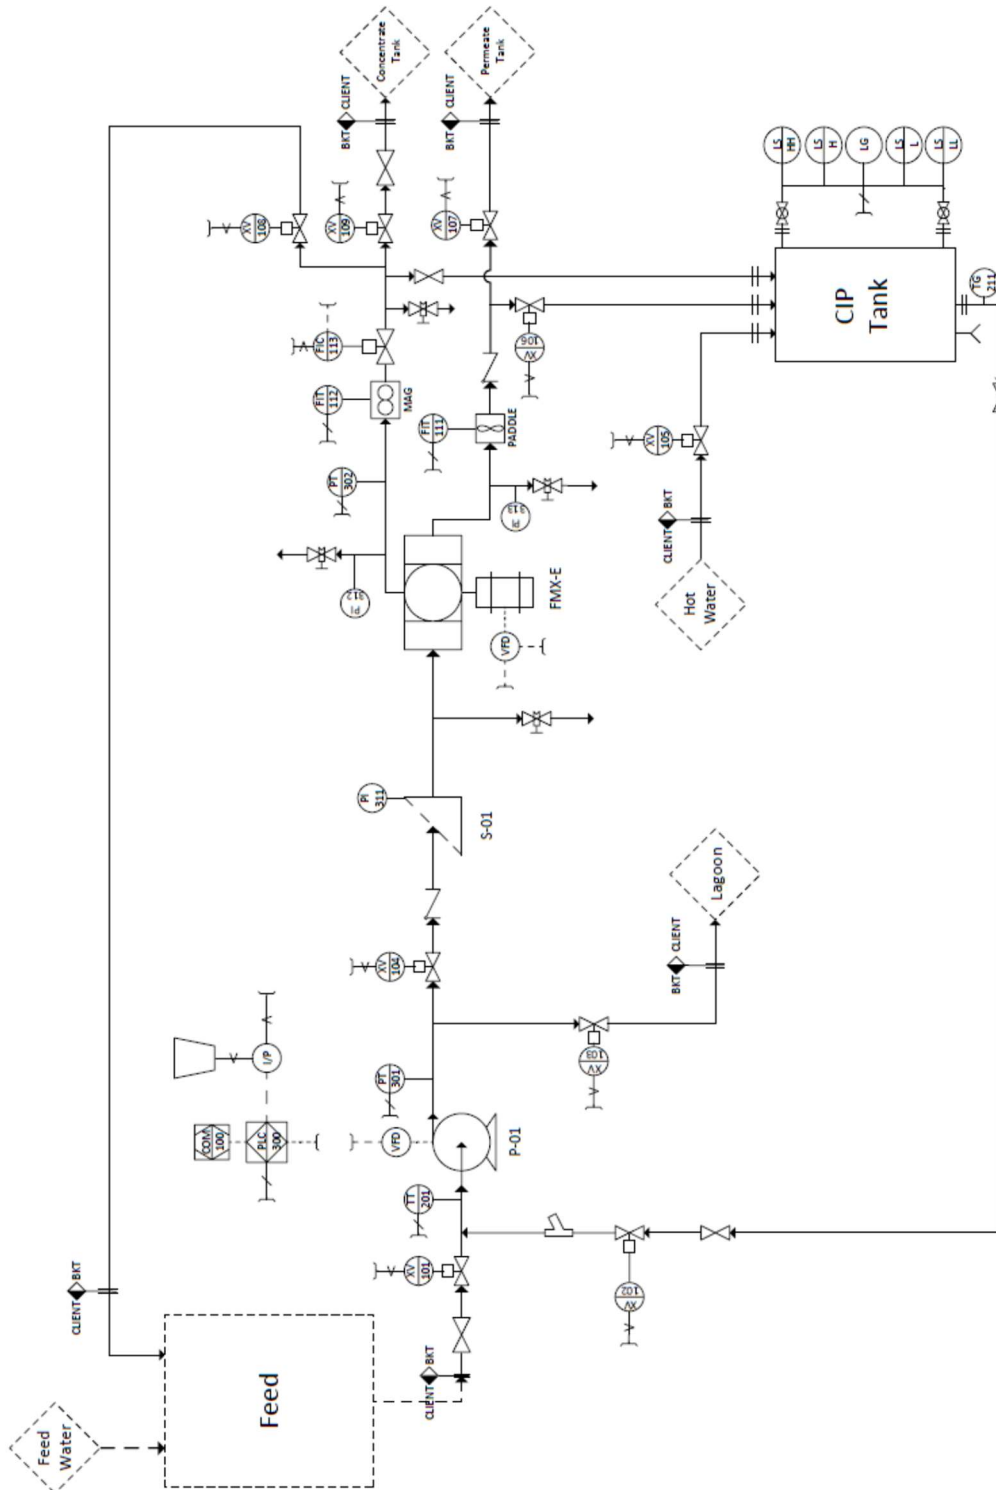 Feed
Water
Feed
CLIENT
BKT
CLIENT
BKT
XV
101
TT
201
XV
102
P-01
VFD
COM
100
PLC
300
I/P
PT
301
XV
103
BKT
CLIENT
Lagoon
XV
104
S-01
PI
311
FMX-E
VFD
PI
312
PI
313
PT
302
FIT
111
PADDLE
FIT
112
MAG
FIC
113
XV
106
XV
107
XV
108
XV
109
BKT
CLIENT
Concentrate
Tank
BKT
CLIENT
Permeate
Tank
Hot
Water
CLIENT
BKT
XV
105
CIP
Tank
TG
211
LS
HH
LS
H
LG
LS
L
LS
LL